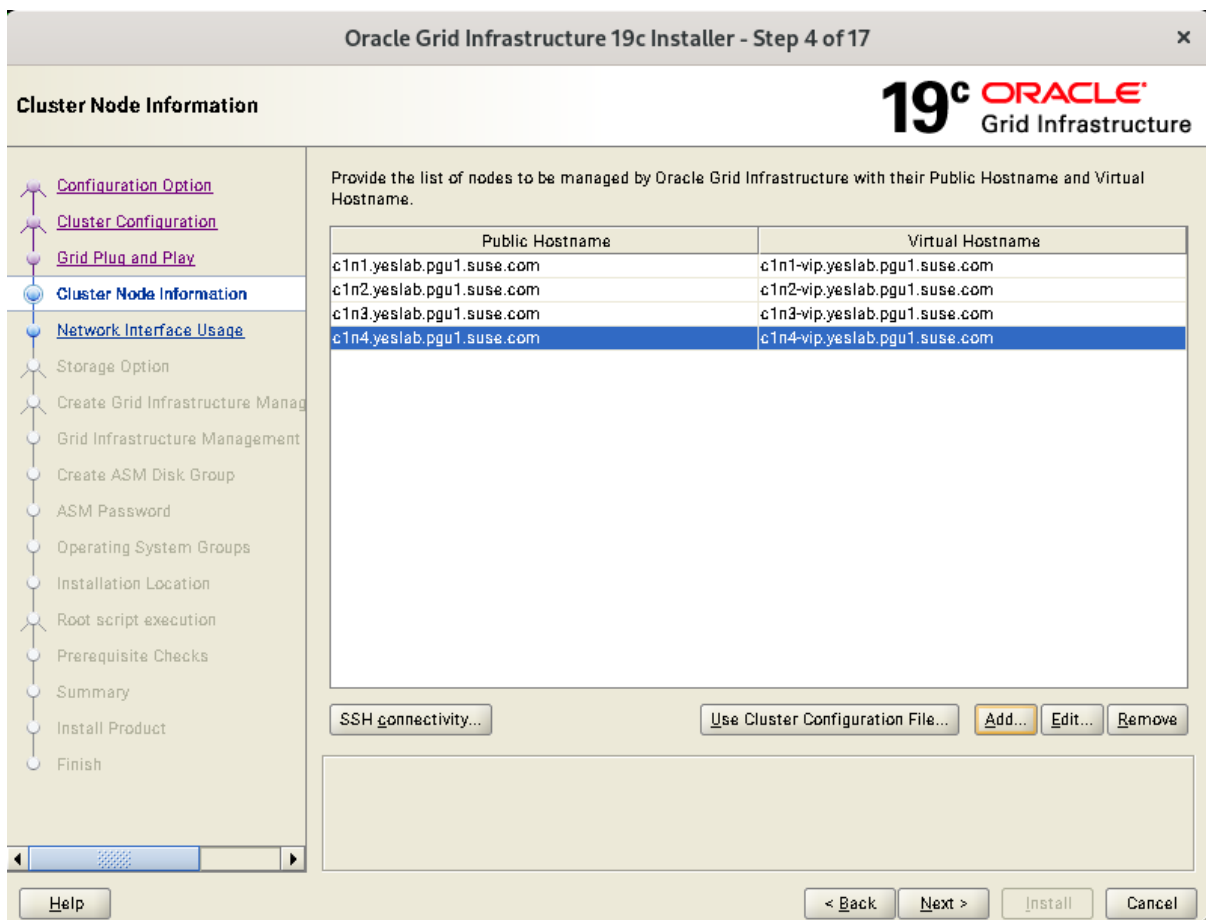 Oracle Grid Infrastructure 19c Installer - Step 4 of 17
×
Cluster Node Information
19c ORACLE
Grid Infrastructure
Configuration Option
Cluster Configuration
Grid Plug and Play
Cluster Node Information
Network Interface Usage
Storage Option
Create Grid Infrastructure Manag
Grid Infrastructure Management
Create ASM Disk Group
ASM Password
Operating System Groups
Installation Location
Root script execution
Prerequisite Checks
Summary
Install Product
Finish
Provide the list of nodes to be managed by Oracle Grid Infrastructure with their Public Hostname and Virtual
Hostname.
Public Hostname Virtual Hostname
c1n1.yeslab.pgu1.suse.com c1n1-vip.yeslab.pgu1.suse.com
c1n2.yeslab.pgu1.suse.com c1n2-vip.yeslab.pgu1.suse.com
c1n3.yeslab.pgu1.suse.com c1n3-vip.yeslab.pgu1.suse.com
c1n4.yeslab.pgu1.suse.com c1n4-vip.yeslab.pgu1.suse.com
SSH connectivity... Use Cluster Configuration File... Add... Edit... Remove
Help < Back Next > Install Cancel